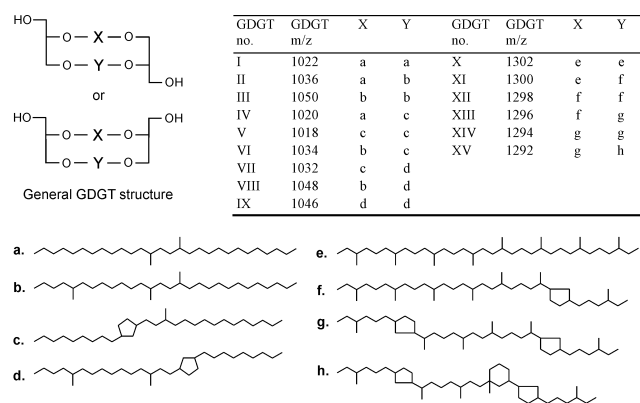 HO
O X O
O Y O
OH
or
HO OH
O X O
O Y O
General GDGT structure
GDGT no. GDGT m/z X Y GDGT no. GDGT m/z X Y
I 1022 a a X 1302 e e
II 1036 a b XI 1300 e f
III 1050 b b XII 1298 f f
IV 1020 a c XIII 1296 f g
V 1018 c c XIV 1294 g g
VI 1034 b c XV 1292 g h
VII 1032 c d
VIII 1048 b d
IX 1046 d d
a.
b.
c.
d.
e.
f.
g.
h.